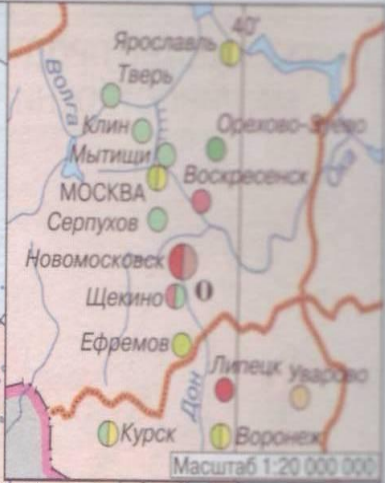 40°
Ярославль
Волга
Тверь
Клин
Орехово-Зуево
Мытищи
Ока
МОСКВА
Воскресенск
Серпухов
Новомосковск
Щекино
Ефремов
Липецк
Уварово
Дон
Курск
Воронеж
Масштаб 1:20 000 000